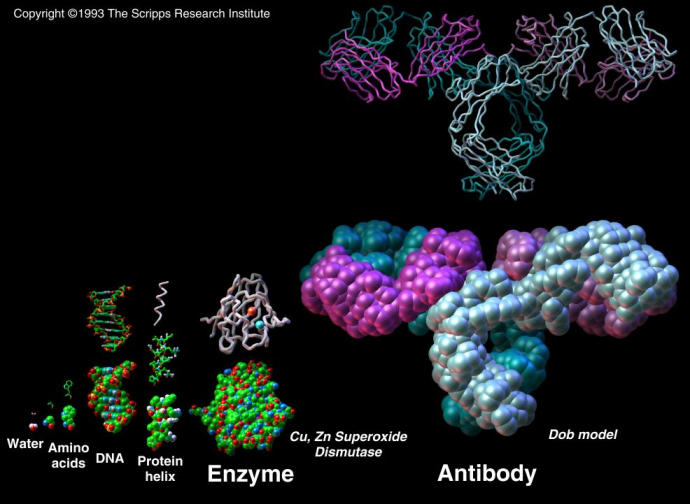 Copyright ©1993 The Scripps Research Institute
Water
Amino
acids
DNA
Protein
helix
Enzyme
Cu, Zn Superoxide
Dismutase
Antibody
Dob model